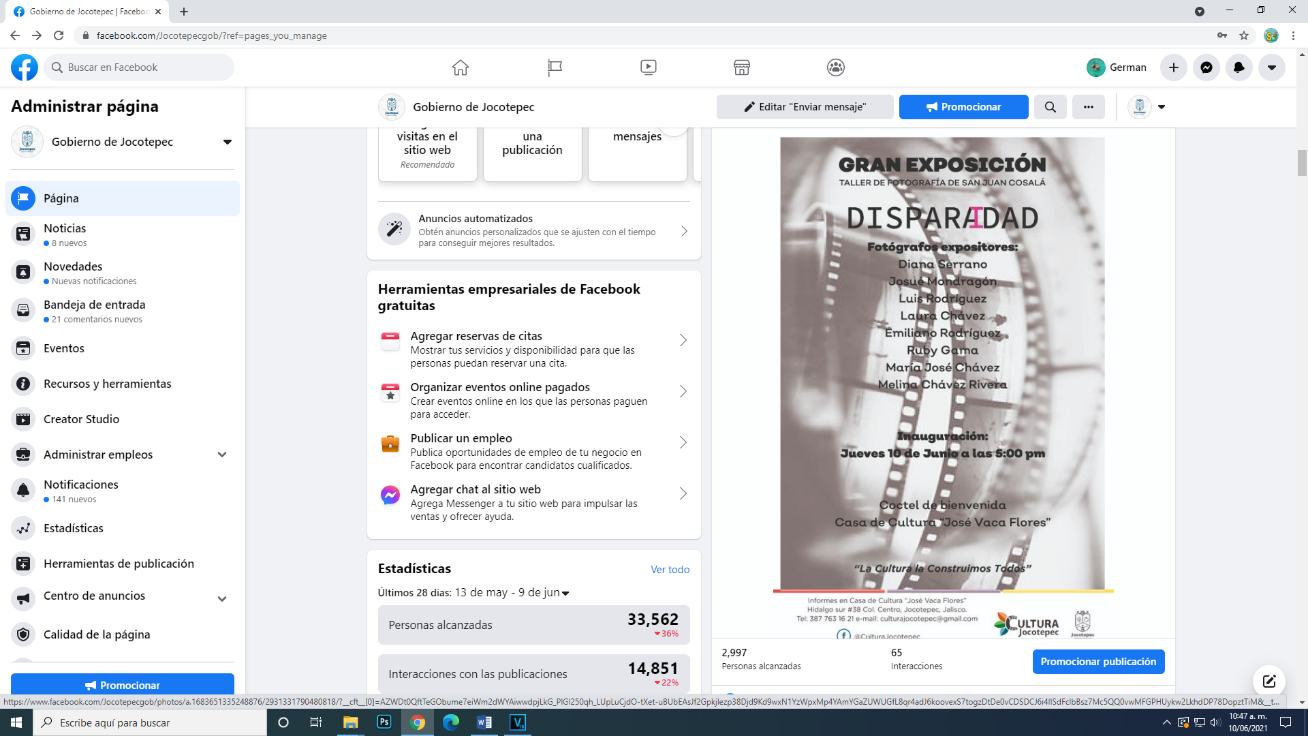 Gobierno de Jocotepec | Facebo
facebook.com/Jocotepecgob/?ref=pages_you_manage
Buscar en Facebook
German
Administrar página
Gobierno de Jocotepec
Página
Noticias
8 nuevos
Novedades
Nuevas notificaciones
Bandeja de entrada
21 comentarios nuevos
Eventos
Recursos y herramientas
Creator Studio
Administrar empleos
Notificaciones
141 nuevos
Estadísticas
Herramientas de publicación
Centro de anuncios
Calidad de la página
Promocionar
Gobierno de Jocotepec
Editar "Enviar mensaje"
Promocionar
visitas en el
sitio web
Recomendado
una
publicación
mensajes
Anuncios automatizados
Obtén anuncios personalizados que se ajusten con el tiempo
para conseguir mejores resultados.
Herramientas empresariales de Facebook
gratuitas
Agregar reservas de citas
Mostrar tus servicios y disponibilidad para que las
personas puedan reservar una cita.
Organizar eventos online pagados
Crear eventos online en los que las personas paguen
para acceder.
Publicar un empleo
Publica oportunidades de empleo de tu negocio en
Facebook para encontrar candidatos cualificados.
Agregar chat al sitio web
Agrega Messenger a tu sitio web para impulsar las
ventas y ofrecer ayuda.
Estadísticas
Ver todo
Últimos 28 días: 13 de may - 9 de jun
Personas alcanzadas
33,562
36%
Interacciones con las publicaciones
14,851
22%
GRAN EXPOSICIÓN
TALLER DE FOTOGRAFÍA DE SAN JUAN COSALÁ
DISPARAIDAD
Fotógrafos expositores:
Diana Serrano
Josué Mondragón
Luis Rodríguez
Laura Chávez
Emiliano Rodríguez
Ruby Gama
María José Chávez
Melina Chávez Rivera
Inauguración:
Jueves 10 de Junio a las 5:00 pm
Coctel de bienvenida
Casa de Cultura “José Vaca Flores”
“La Cultura la Construimos Todos”
Informes en Casa de Cultura “José Vaca Flores”
Hidalgo sur #38 Col. Centro, Jocotepec, Jalisco.
Tel: 387 763 16 21 e-mail: culturajocotepec@gmail.com
@Cultura.Jocotepec
CULTURA
Jocotepec
Jocotepec
2,997
Personas alcanzadas
65
Interacciones
Promocionar publicación
Escribe aquí para buscar
10:47 a. m.
10/06/2021